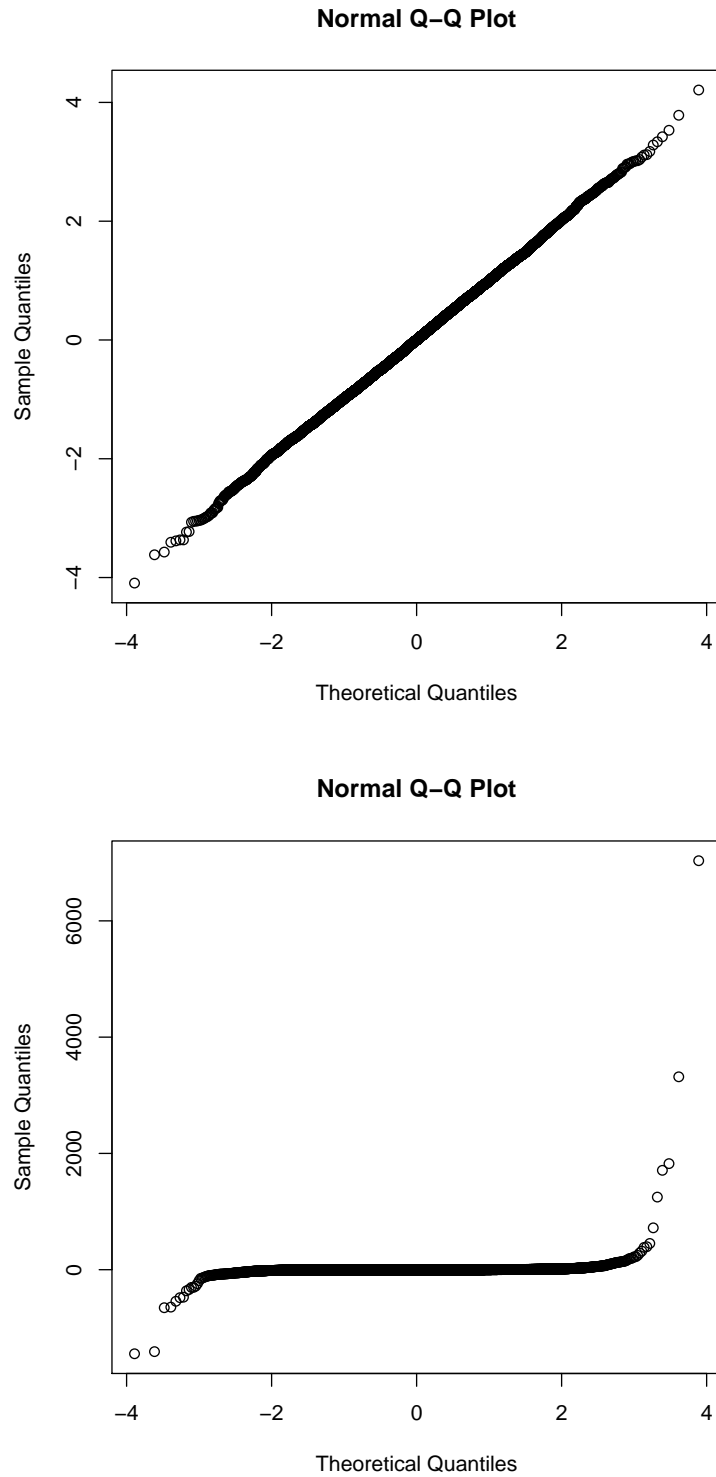 Normal Q–Q Plot
4
2
0
−2
−4
Sample Quantiles
−4 −2 0 2 4
Theoretical Quantiles
Normal Q–Q Plot
6000
4000
2000
0
Sample Quantiles
−4 −2 0 2 4
Theoretical Quantiles